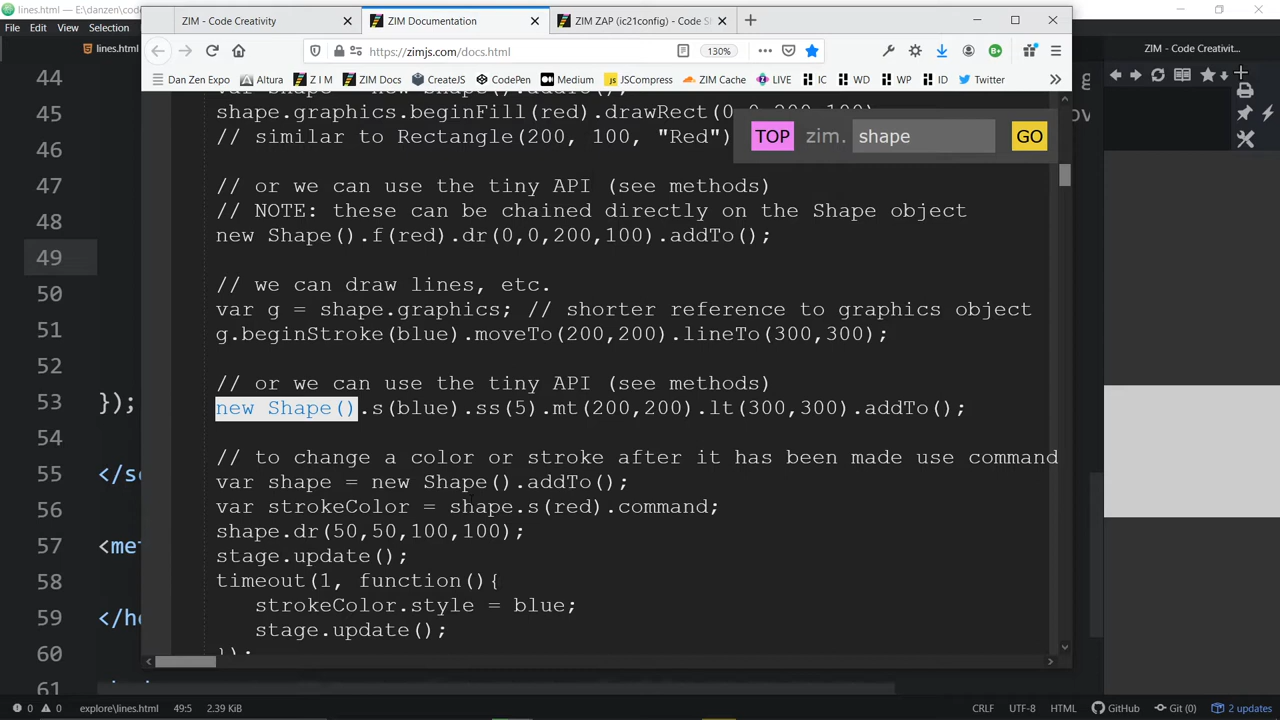 lines.html
File Edit View Selection
lines.html
ZIM - Code Creativity
ZIM Documentation
ZIM ZAP (ic21config) - Code S
https://zimjs.com/docs.html
130%
Dan Zen Expo Altura Z I M ZIM Docs CreateJS CodePen Medium JSCompress ZIM Cache LIVE IC WD WP ID Twitter
ZIM - Code Creativit...
TOP zim. shape GO
shape.graphics.beginFill(red).drawRect(0,0,200,100)
// similar to Rectangle(200, 100, "Red")
// or we can use the tiny API (see methods)
// NOTE: these can be chained directly on the Shape object
new Shape().f(red).dr(0,0,200,100).addTo();
// we can draw lines, etc.
var g = shape.graphics; // shorter reference to graphics object
g.beginStroke(blue).moveTo(200,200).lineTo(300,300);
// or we can use the tiny API (see methods)
new Shape().s(blue).ss(5).mt(200,200).lt(300,300).addTo();
// to change a color or stroke after it has been made use command
var shape = new Shape().addTo();
var strokeColor = shape.s(red).command;
shape.dr(50,50,100,100);
stage.update();
timeout(1, function(){
strokeColor.style = blue;
stage.update();
});
44
45
46
47
48
49
50
51
52
53 });
54
55 </s
56
57 <me
58
59 </he
60
61
0 0 explore\lines.html 49:5 2.39 KiB CRLF UTF-8 HTML GitHub Git (0) 2 updates